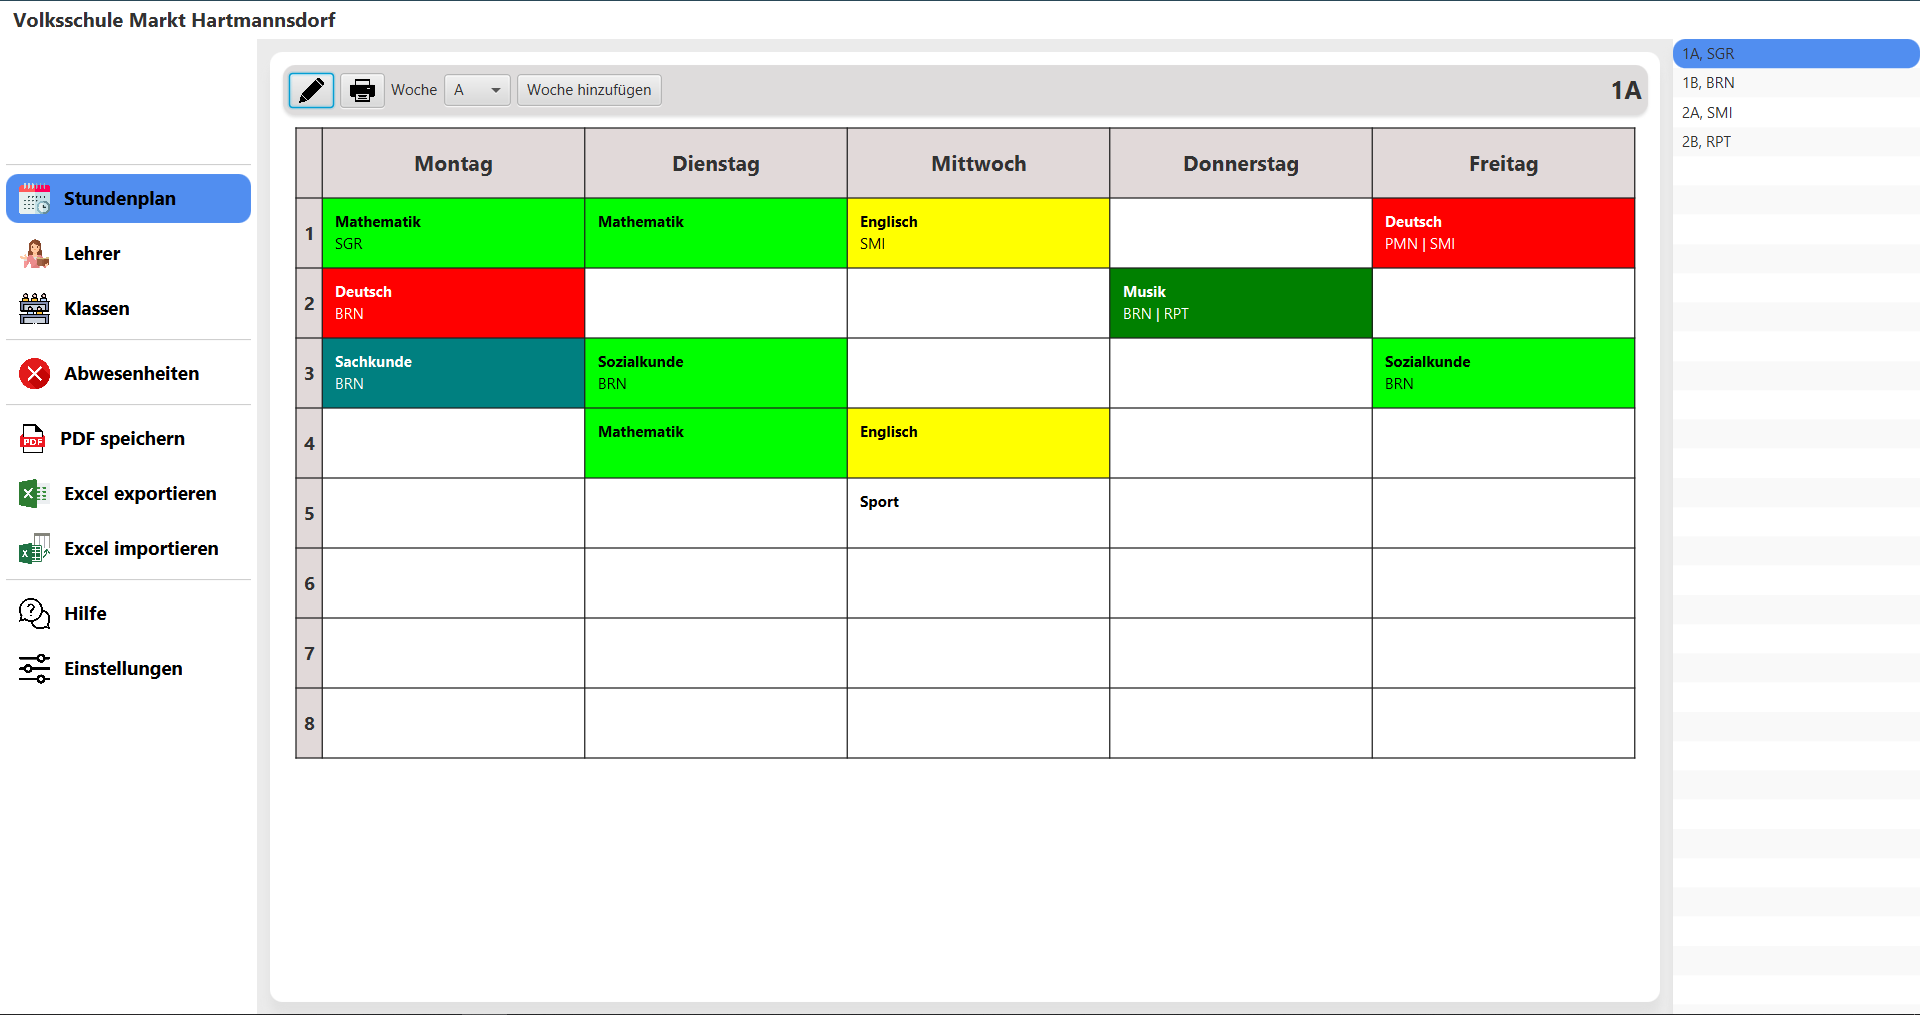 Volksschule Markt Hartmannsdorf
Stundenplan
Lehrer
Klassen
Abwesenheiten
PDF speichern
Excel exportieren
Excel importieren
Hilfe
Einstellungen
Woche A Woche hinzufügen 1A
Montag Dienstag Mittwoch Donnerstag Freitag
1 Mathematik Mathematik Englisch Deutsch
SGR SMI PMN | SMI
2 Deutsch Musik
BRN BRN | RPT
3 Sachkunde Sozialkunde Sozialkunde
BRN BRN BRN
4 Mathematik Englisch
5 Sport
6
7
8
1A, SGR
1B, BRN
2A, SMI
2B, RPT